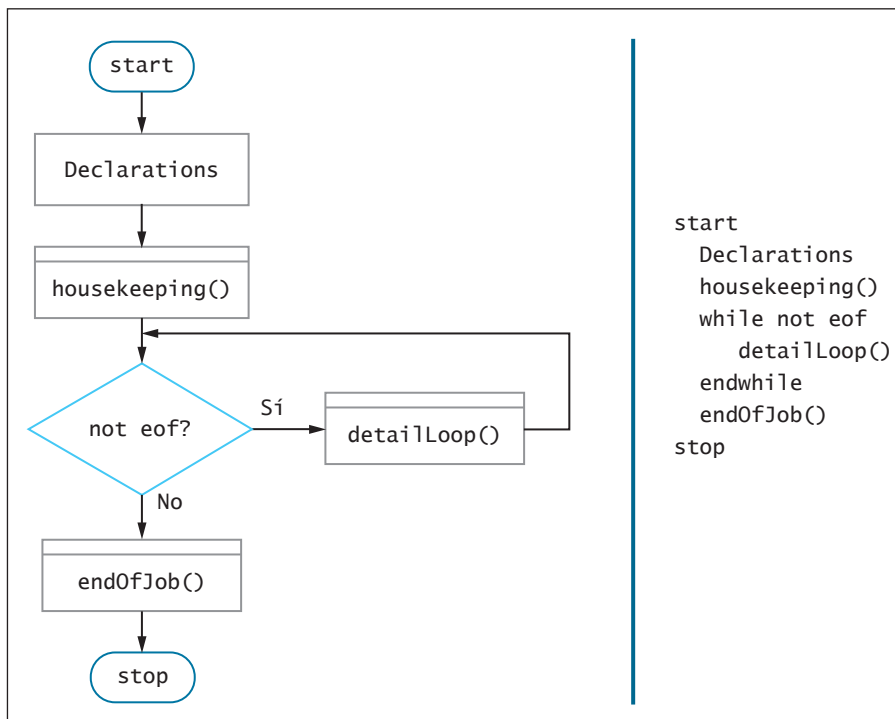 start
Declarations
housekeeping()
not eof?
Sí
detailLoop()
No
endOfJob()
stop
start
Declarations
housekeeping()
while not eof
detailLoop()
endwhile
endOfJob()
stop